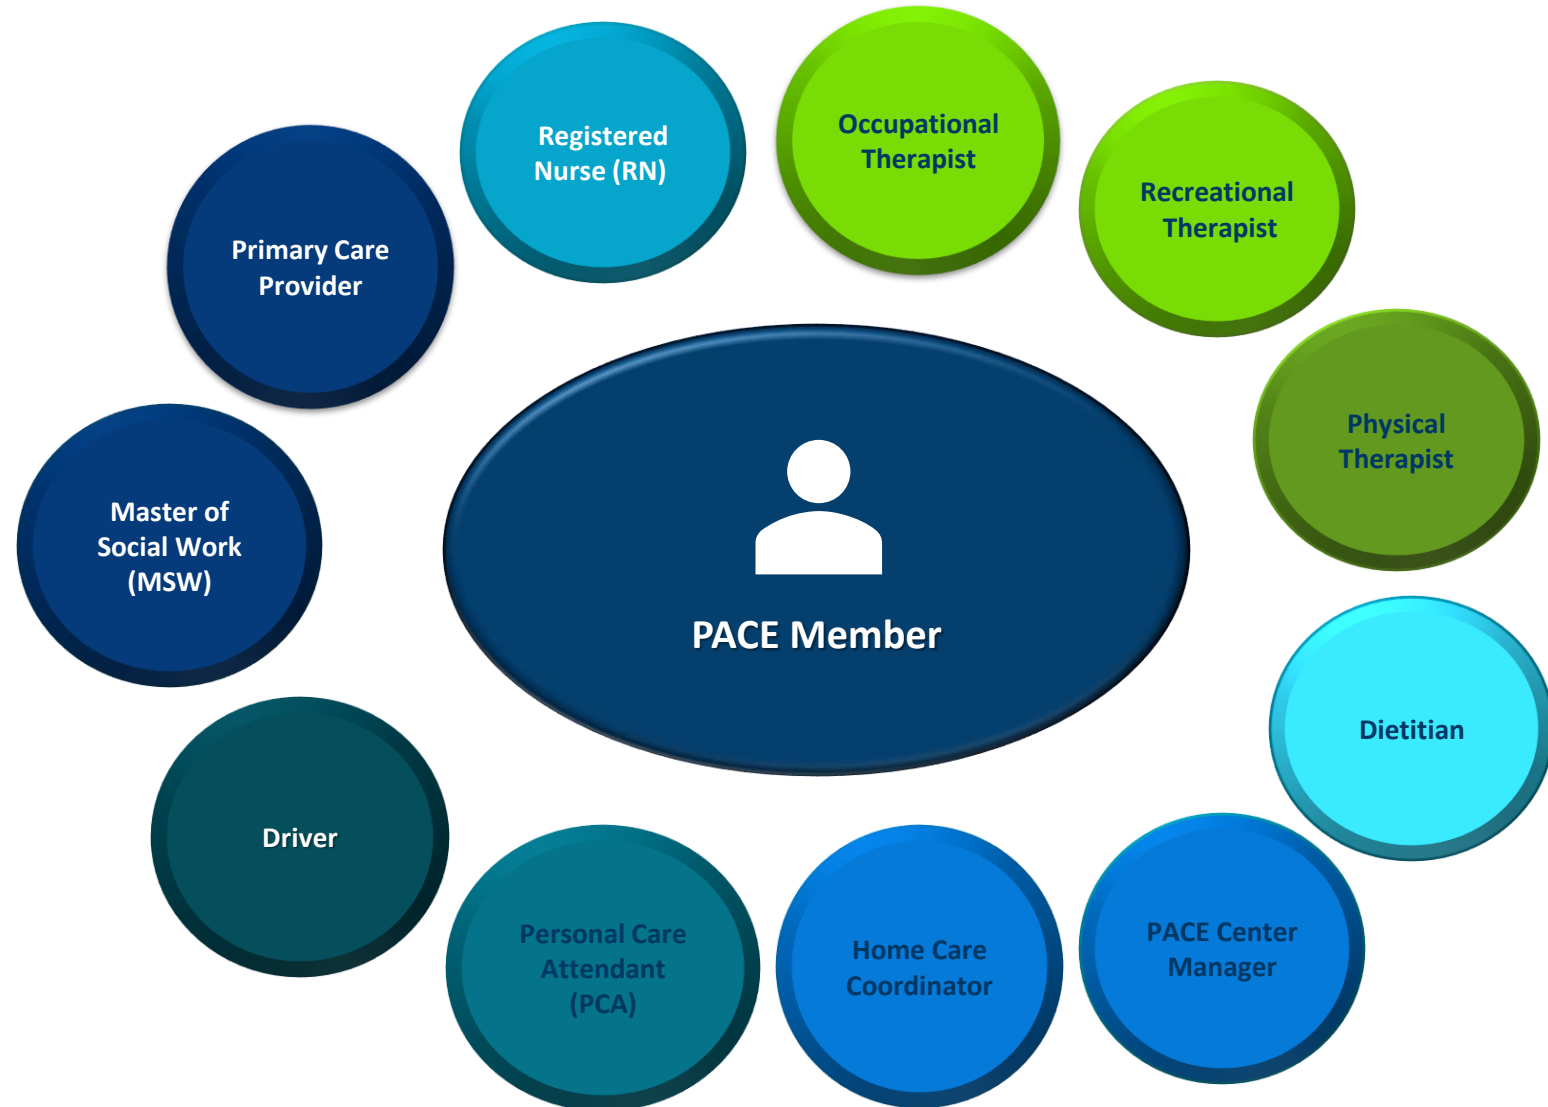 Registered
Nurse (RN)
Occupational
Therapist
Recreational
Therapist
Primary Care
Provider
Physical
Therapist
Master of
Social Work
(MSW)
PACE Member
Dietitian
Driver
Personal Care
Attendant
(PCA)
Home Care
Coordinator
PACE Center
Manager